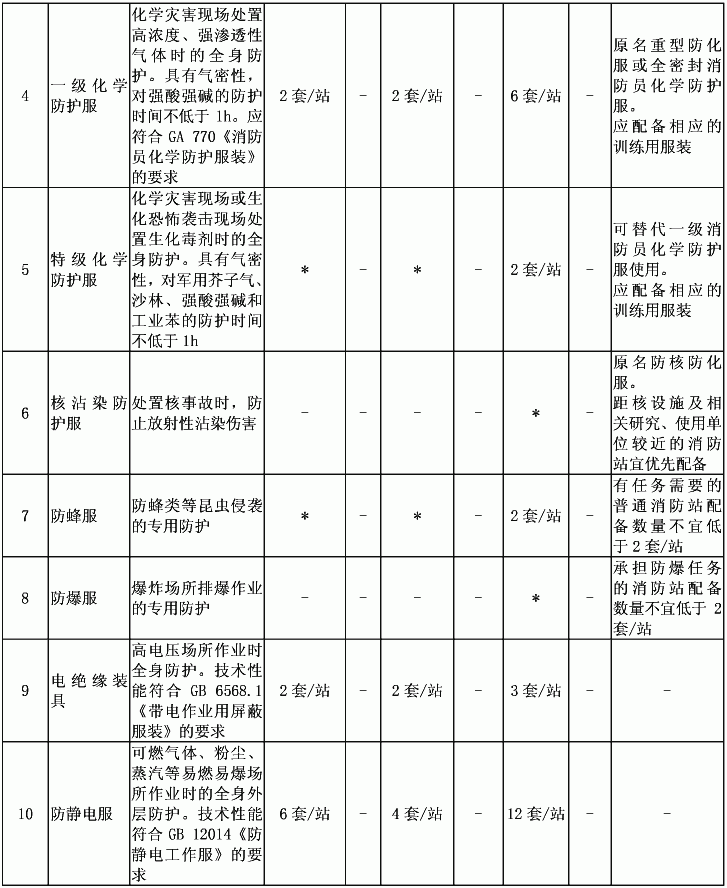 4
一级化学
防护服
化学灾害现场处置
高浓度、强渗透性
气体时的全身防
护。具有气密性，
对强酸强碱的防护
时间不低于 1h。应
符合 GA 770《消防
员化学防护服装》
的要求
2 套/站
-
2 套/站
-
6 套/站
-
原名重型防化
服或全密封消
防员化学防护
服。
应配备相应的
训练用服装
5
特级化学
防护服
化学灾害现场或生
化恐怖袭击现场处
置生化毒剂时的全
身防护。具有气密
性，对军用芥子气、
沙林、强酸强碱和
工业苯的防护时间
不低于 1h
*
-
*
-
2 套/站
-
可替代一级消
防员化学防护
服使用。
应配备相应的
训练用服装
6
核沾染防
护服
处置核事故时，防
止放射性沾染伤害
-
-
-
-
*
-
原名防核防化
服。
距核设施及相
关研究、使用单
位较近的消防
站宜优先配备
7
防蜂服
防蜂类等昆虫侵袭
的专用防护
*
-
*
-
2 套/站
-
有任务需要的
普通消防站配
备数量不宜低
于 2 套/站
8
防爆服
爆炸场所排爆作业
的专用防护
-
-
-
-
*
-
承担防爆任务
的消防站配备
数量不宜低于 2
套/站
9
电绝缘装
具
高电压场所作业时
全身防护。技术性
能符合 GB 6568.1
《带电作业用屏蔽
服装》的要求
2 套/站
-
2 套/站
-
3 套/站
-
-
10
防静电服
可燃气体、粉尘、
蒸汽等易燃易爆场
所作业时的全身外
层防护。技术性能
符合 GB 12014《防
静电工作服》的要
求
6 套/站
-
4 套/站
-
12 套/站
-
-